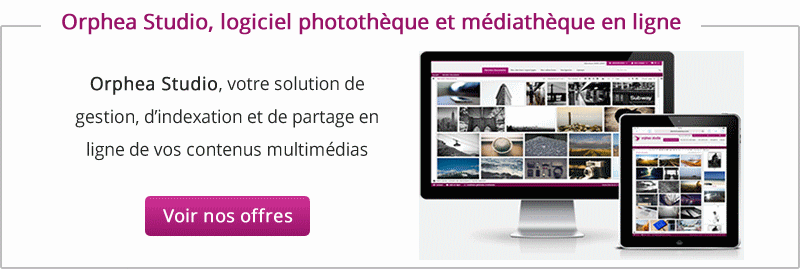 Orphea Studio, logiciel photothèque et médiathèque en ligne
Orphea Studio, votre solution de
gestion, d’indexation et de partage en
ligne de vos contenus multimédias
Voir nos offres
Subway